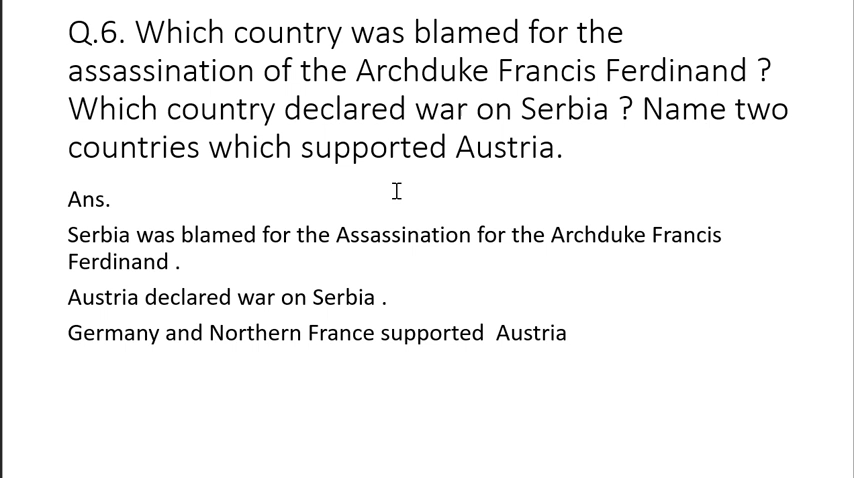 Q.6. Which country was blamed for the
assassination of the Archduke Francis Ferdinand ?
Which country declared war on Serbia ? Name two
countries which supported Austria.
Ans.
Serbia was blamed for the Assassination for the Archduke Francis
Ferdinand .
Austria declared war on Serbia .
Germany and Northern France supported  Austria